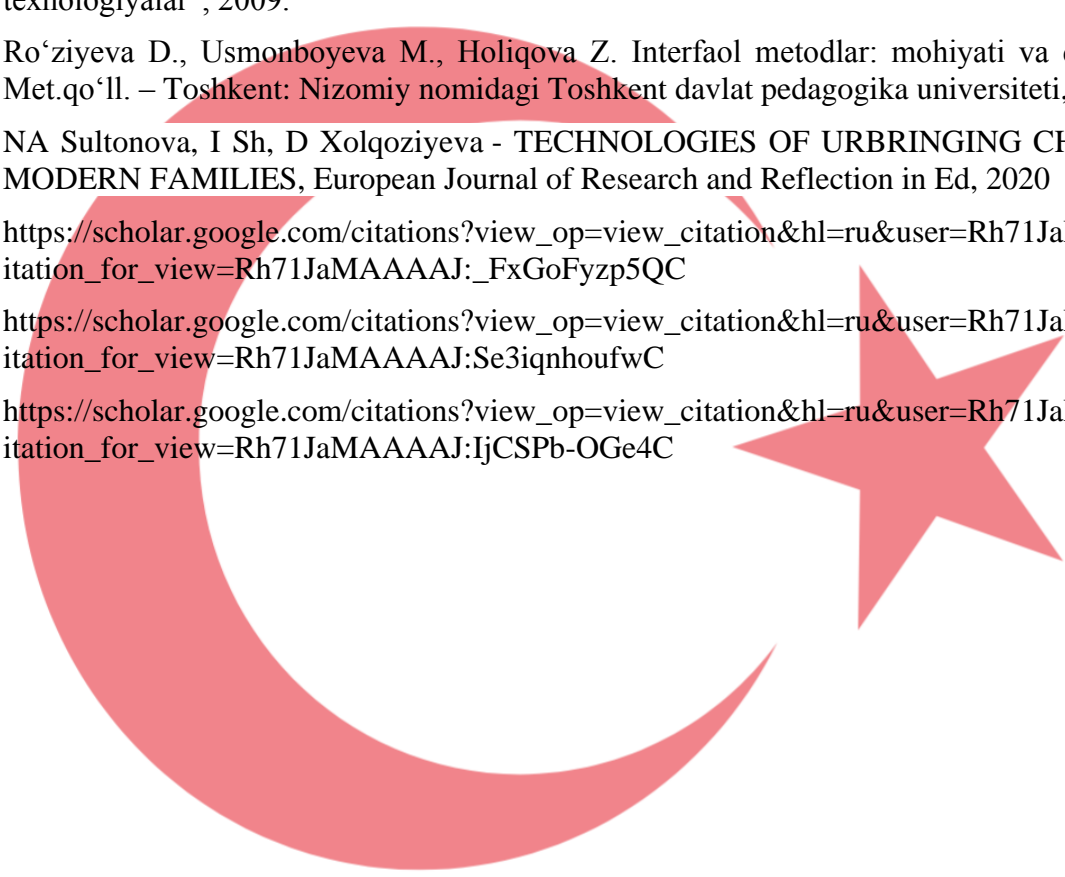 texnologiyalar”, 2009.
Ro‘ziyeva D., Usmonboyeva M., Holiqova Z. Interfaol metodlar: mohiyati va
Met.qo‘ll. – Toshkent: Nizomiy nomidagi Toshkent davlat pedagogika universiteti,
NA Sultonova, I Sh, D Xolqoziyeva - TECHNOLOGIES OF URBRINGING CH
MODERN FAMILIES, European Journal of Research and Reflection in Ed, 2020
https://scholar.google.com/citations?view_op=view_citation&hl=ru&user=Rh71Ja
itation_for_view=Rh71JaMAAAAJ:_FxGoFyzp5QC
https://scholar.google.com/citations?view_op=view_citation&hl=ru&user=Rh71Ja
itation_for_view=Rh71JaMAAAAJ:Se3iqnhoufwC
https://scholar.google.com/citations?view_op=view_citation&hl=ru&user=Rh71Ja
itation_for_view=Rh71JaMAAAAJ:IjCSPb-OGe4C